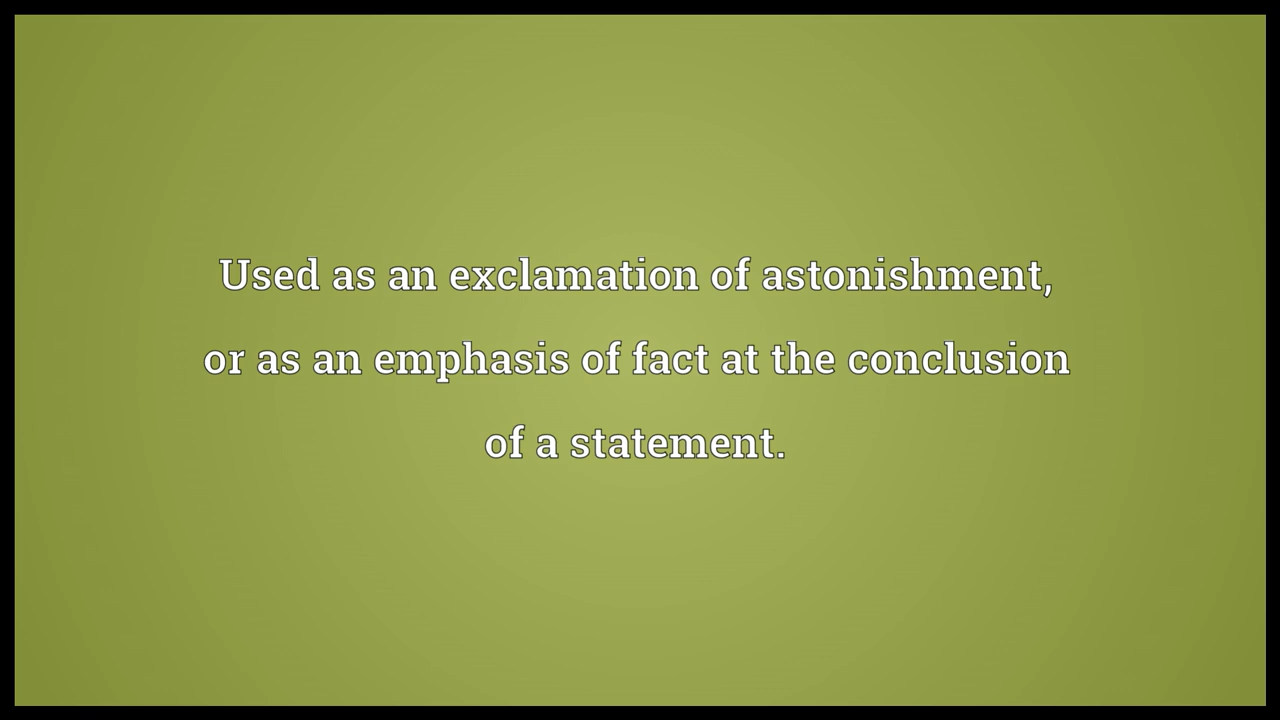 Used as an exclamation of astonishment,
or as an emphasis of fact at the conclusion
of a statement.